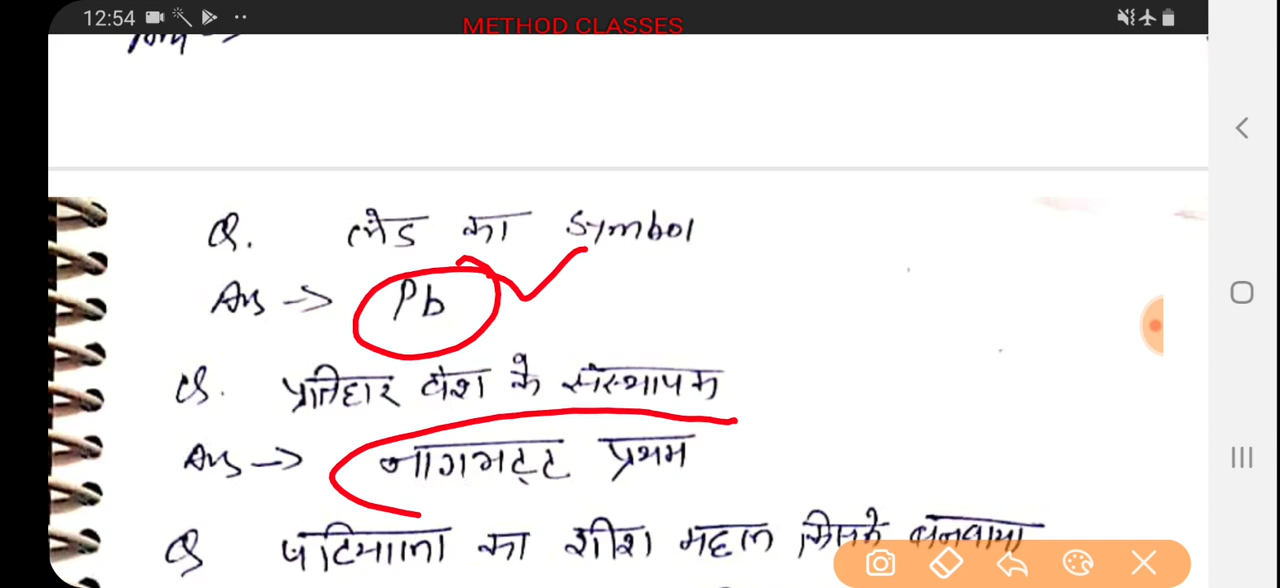 12:54
METHOD CLASSES
Q. लैड का Symbol
Ans → Pb
Q. प्रतिहार वंश के संस्थापक
Ans → नागभट्ट प्रथम
Q पटियाला का शीश महल किसने बनवाया